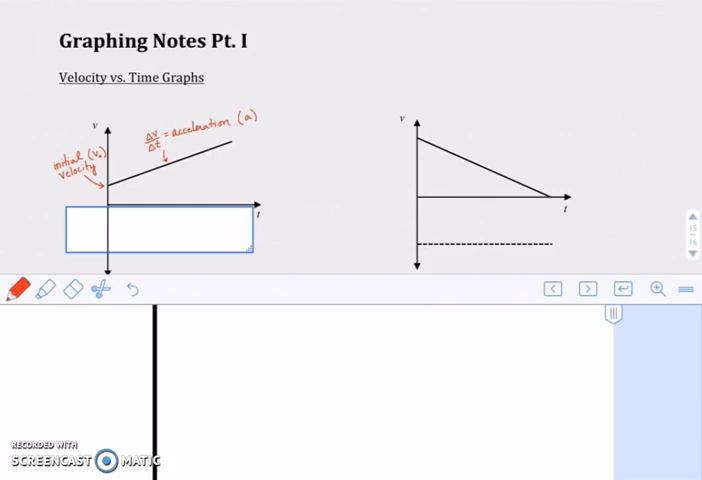 Graphing Notes Pt. I
Velocity vs. Time Graphs
v
Δv
Δt
= acceleration (a)
initial (v₀)
velocity
t
v
t
15
16
RECORDED WITH
SCREENCAST MATIC